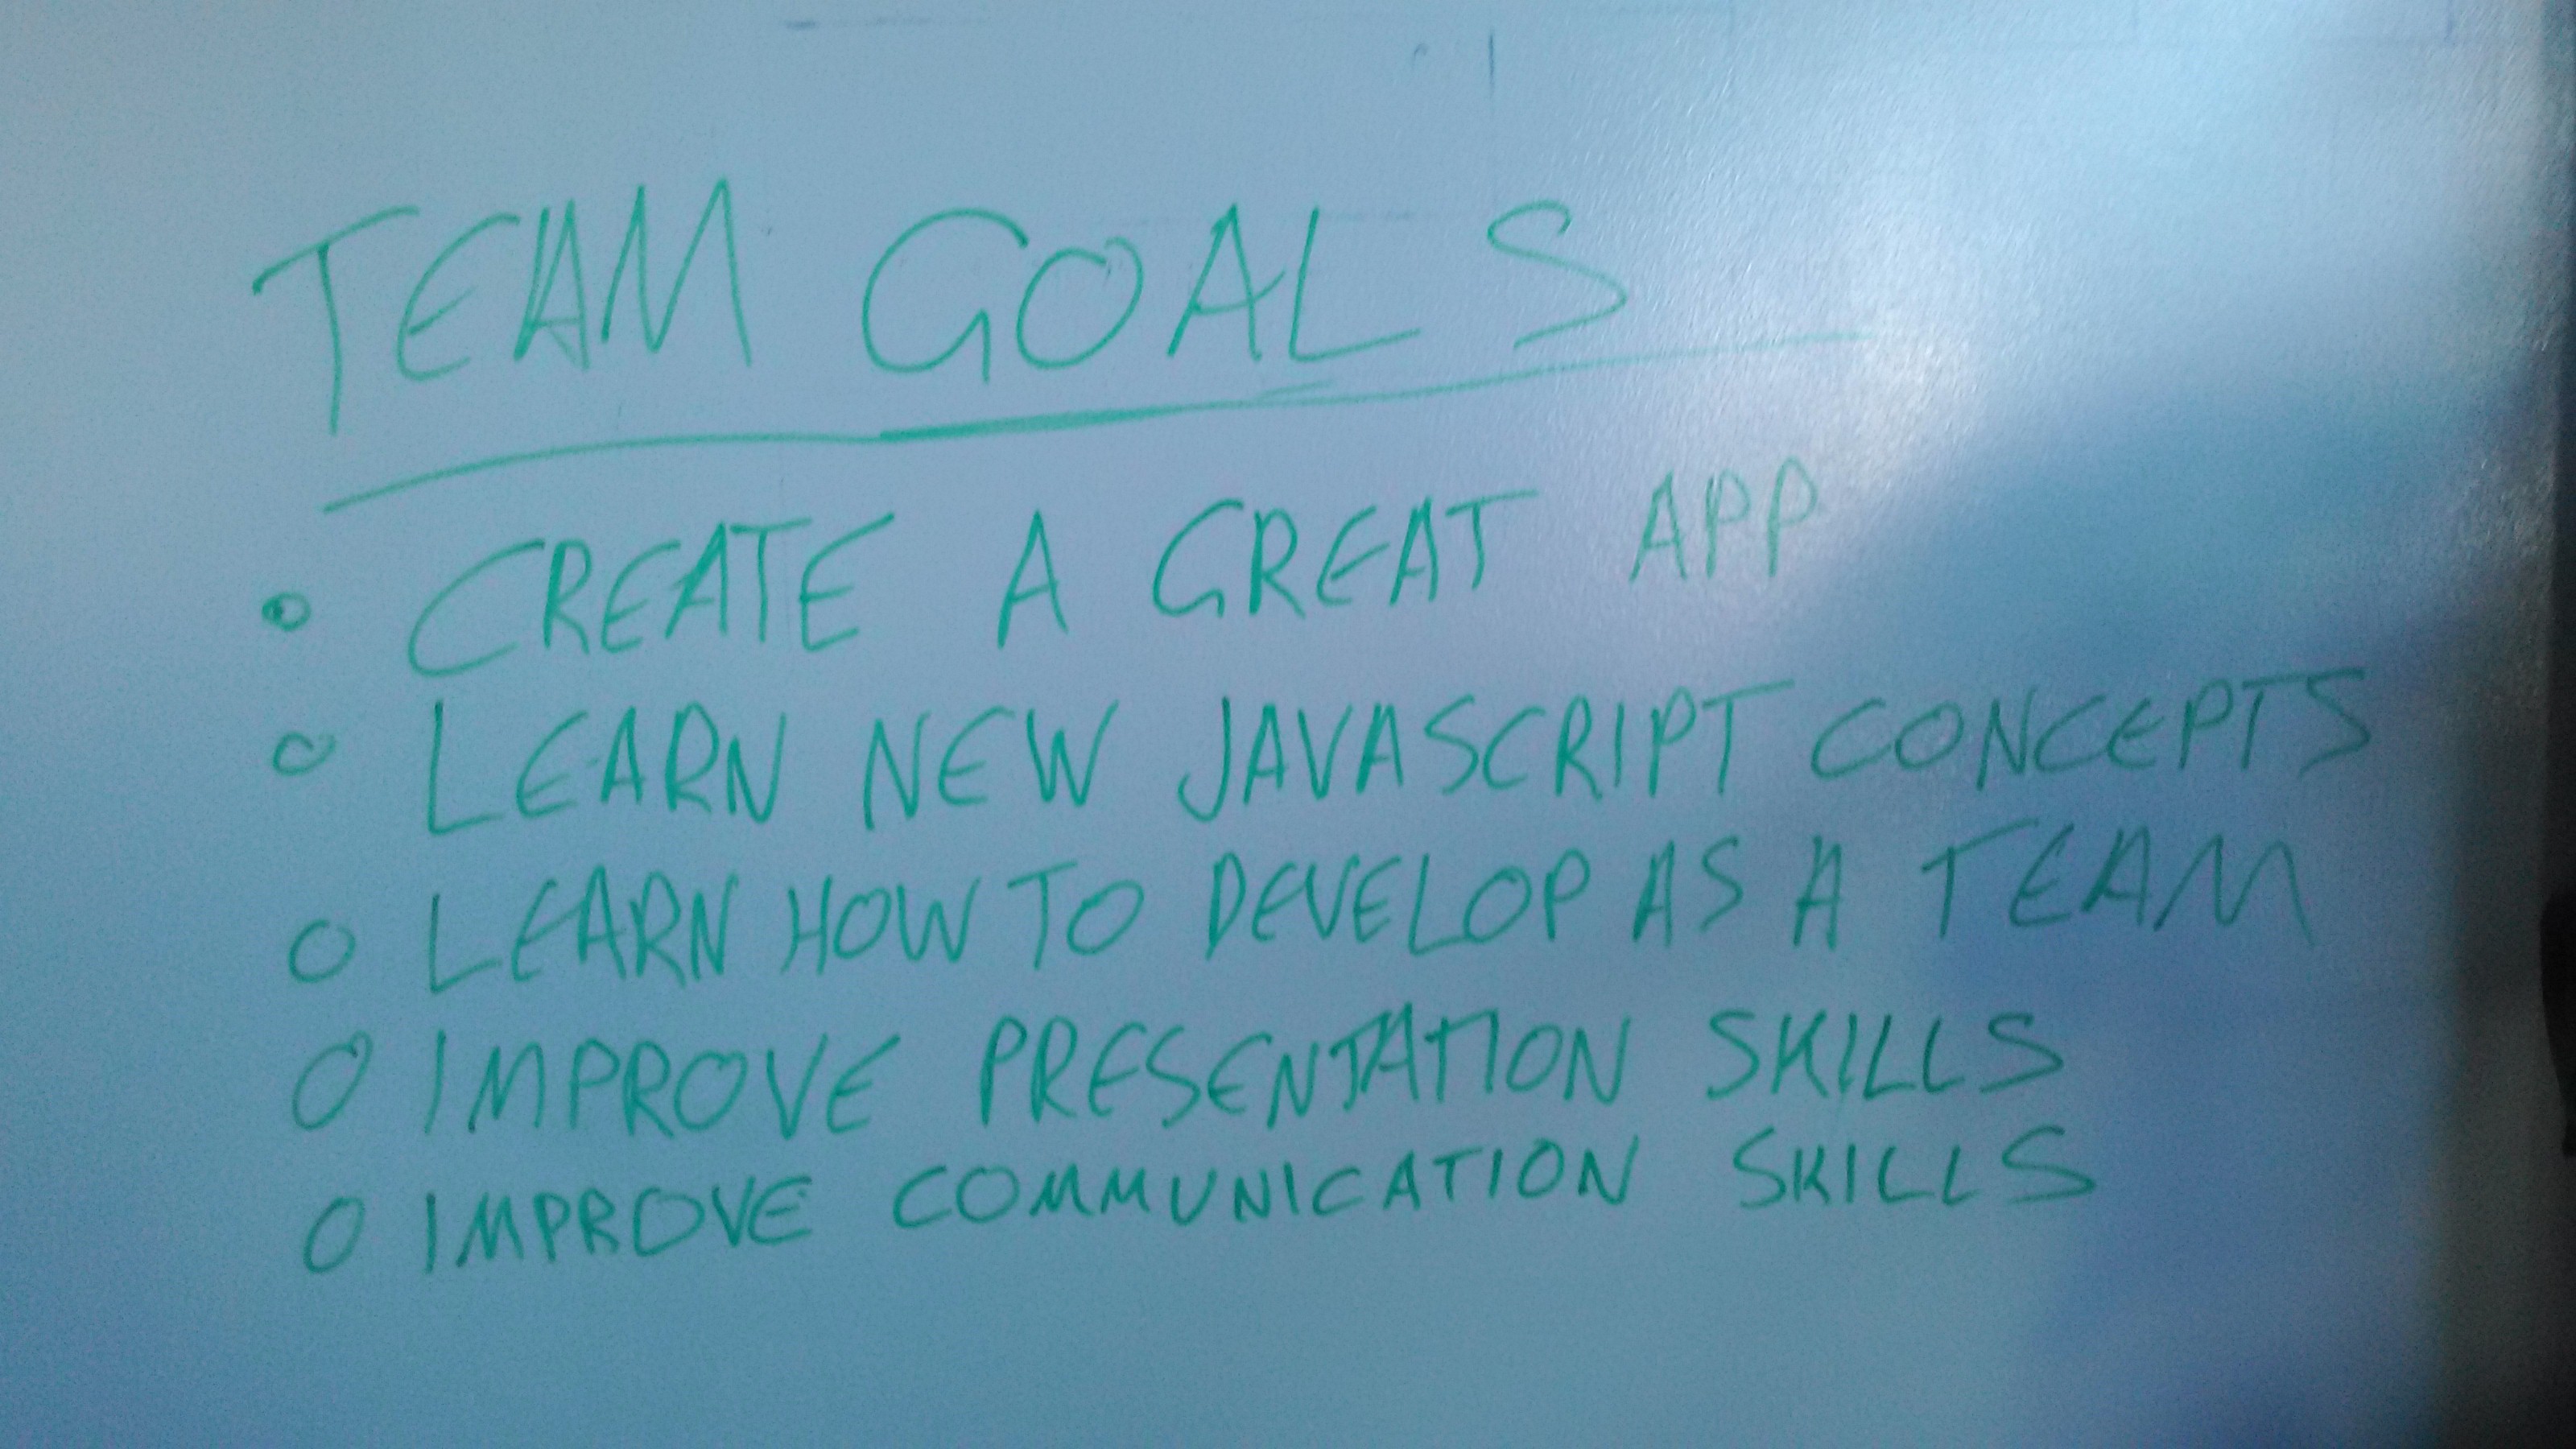 TEAM GOALS
• CREATE A GREAT APP
○ LEARN NEW JAVASCRIPT CONCEPTS
○ LEARN HOW TO DEVELOP AS A TEAM
○ IMPROVE PRESENTATION SKILLS
○ IMPROVE COMMUNICATION SKILLS